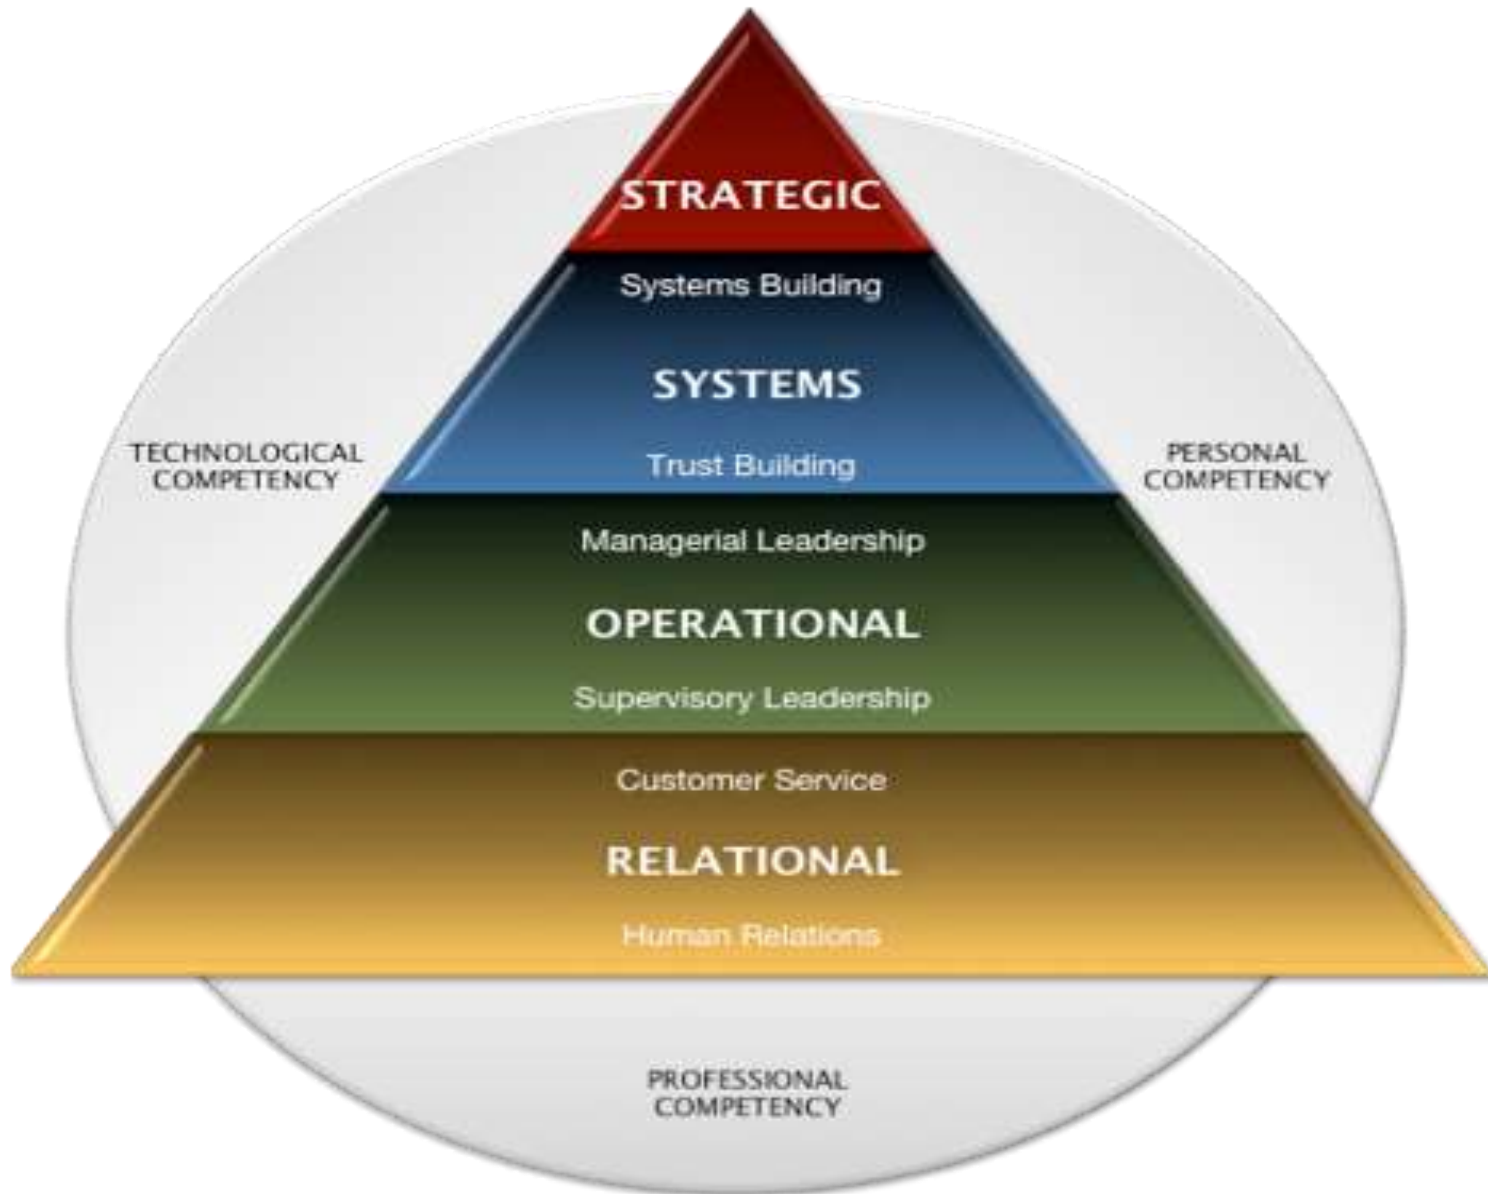 STRATEGIC
Systems Building
SYSTEMS
TECHNOLOGICAL
COMPETENCY
PERSONAL
COMPETENCY
Trust Building
Managerial Leadership
OPERATIONAL
Supervisory Leadership
Customer Service
RELATIONAL
Human Relations
PROFESSIONAL
COMPETENCY